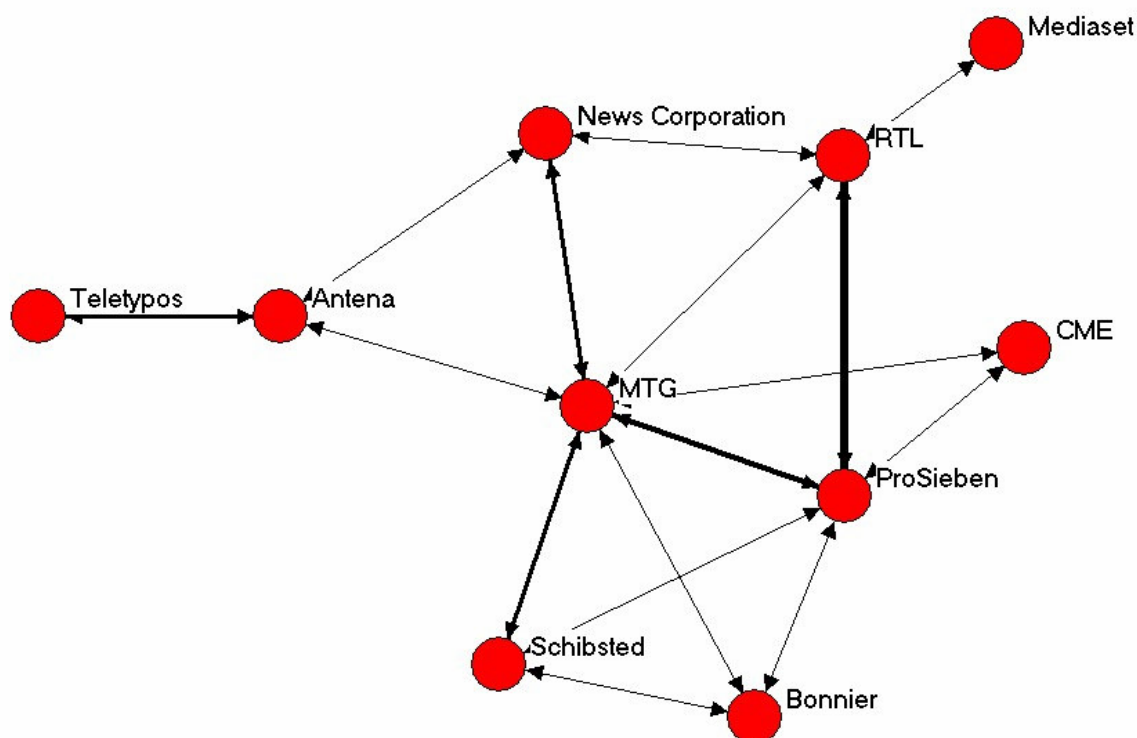 Mediaset
News Corporation
RTL
Teletypos
Antena
CME
MTG
ProSieben
Schibsted
Bonnier